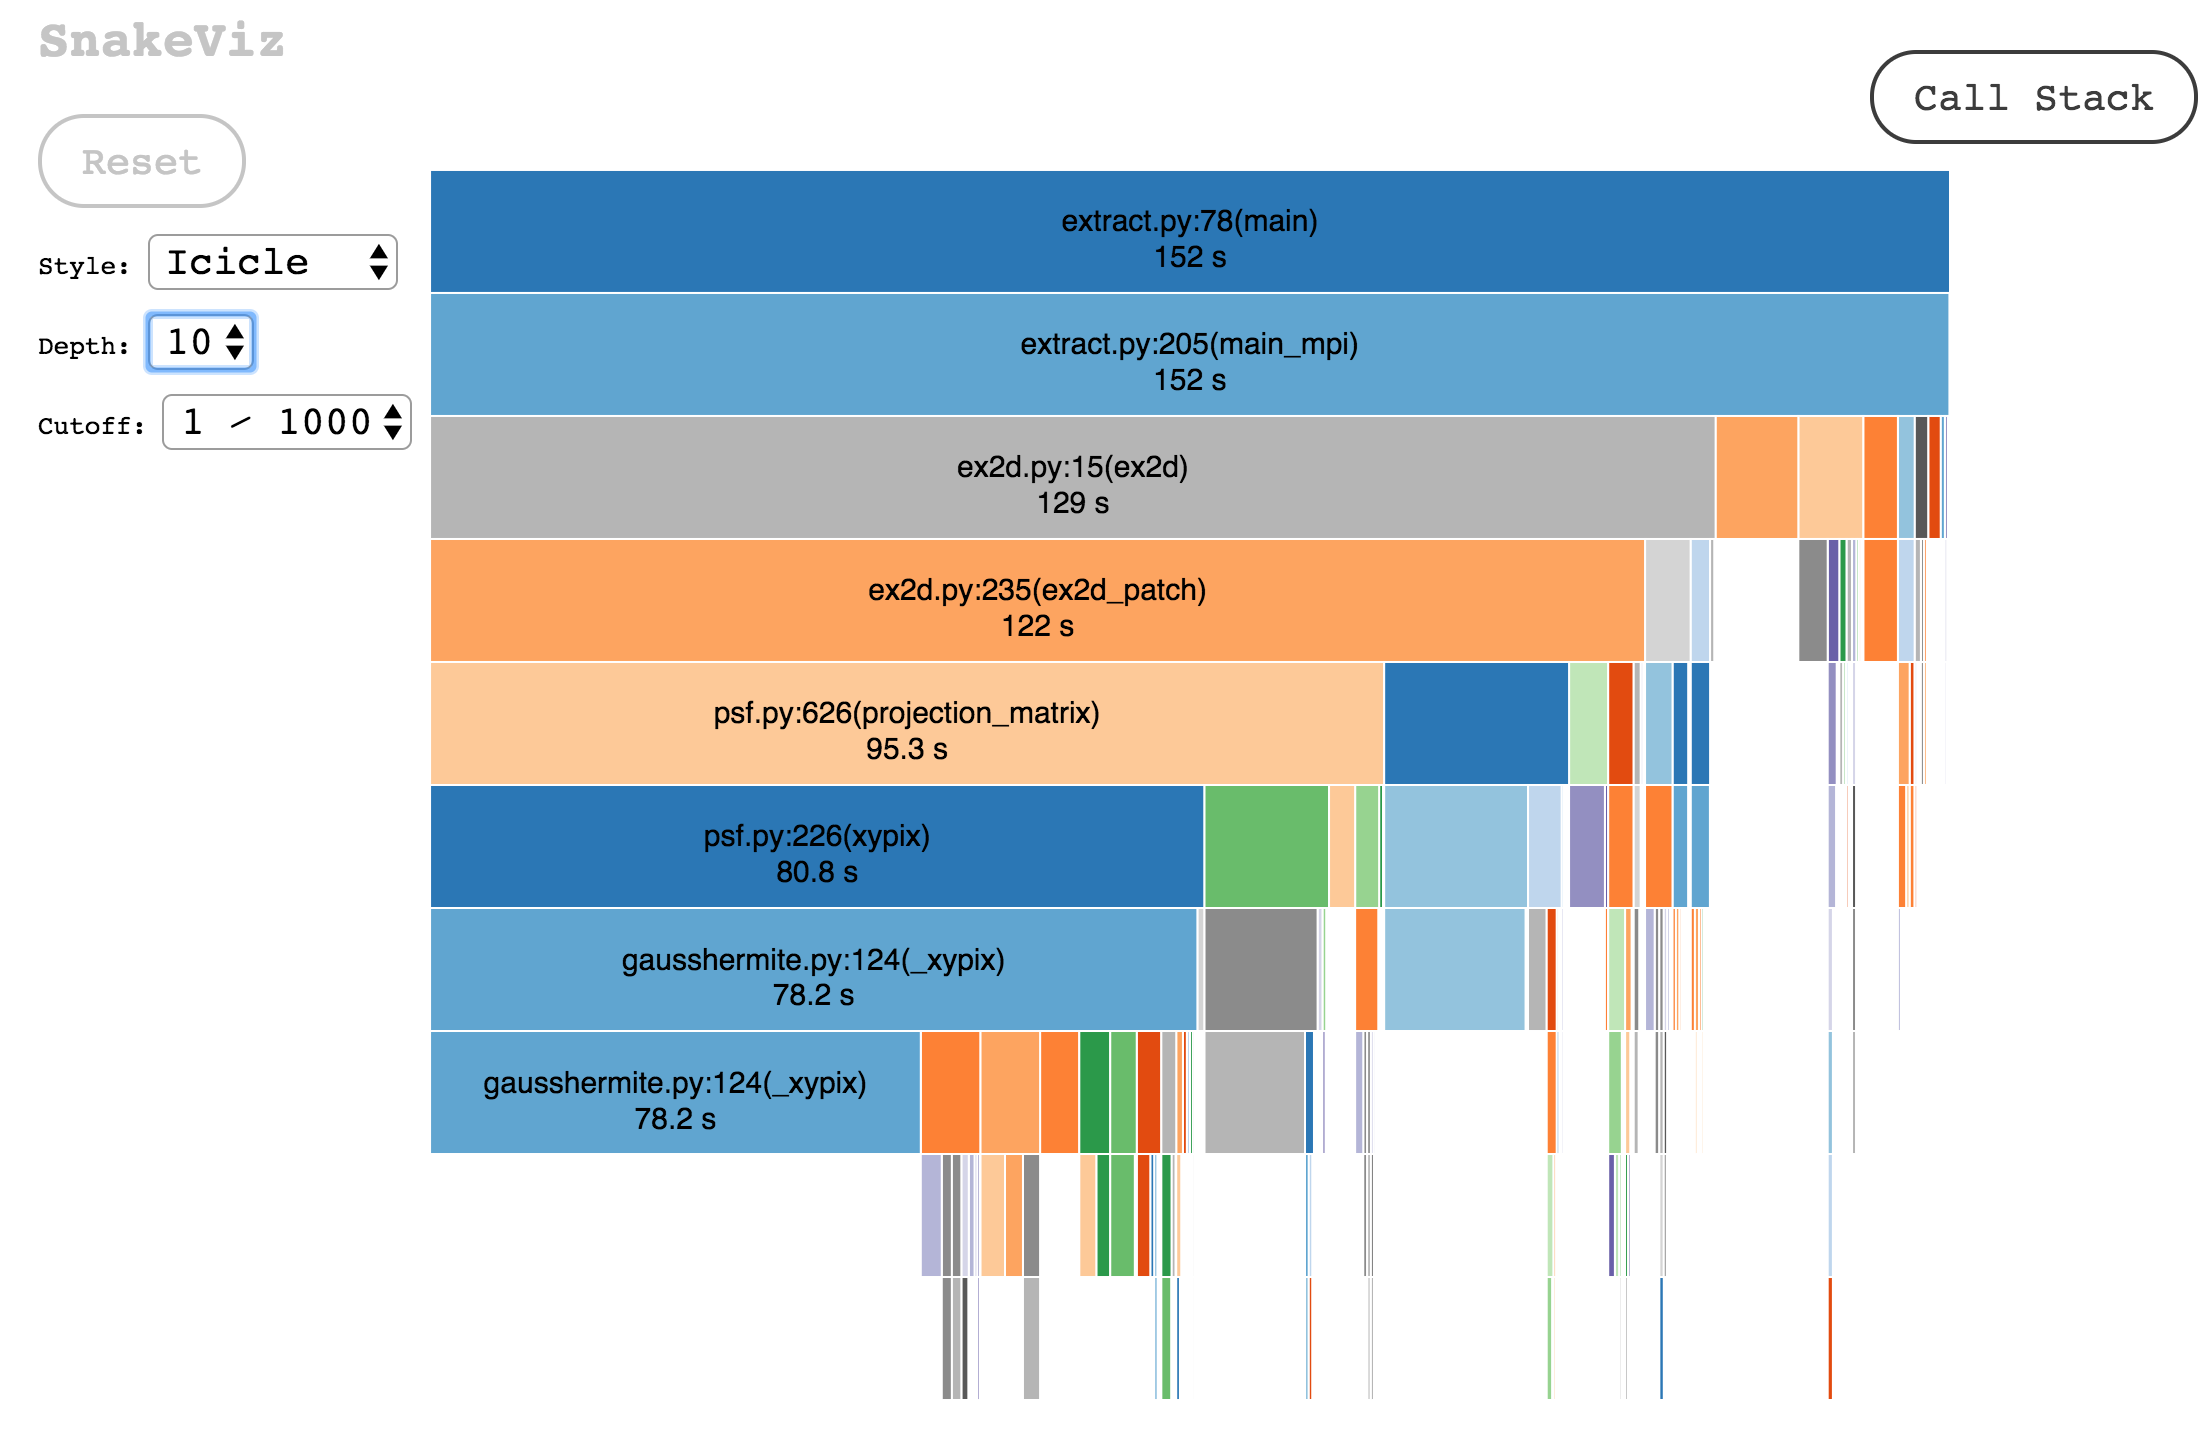 SnakeViz
Call Stack
Reset
Style: Icicle
Depth: 10
Cutoff: 1 / 1000
extract.py:78(main)
152 s
extract.py:205(main_mpi)
152 s
ex2d.py:15(ex2d)
129 s
ex2d.py:235(ex2d_patch)
122 s
psf.py:626(projection_matrix)
95.3 s
psf.py:226(xypix)
80.8 s
gausshermite.py:124(_xypix)
78.2 s
gausshermite.py:124(_xypix)
78.2 s